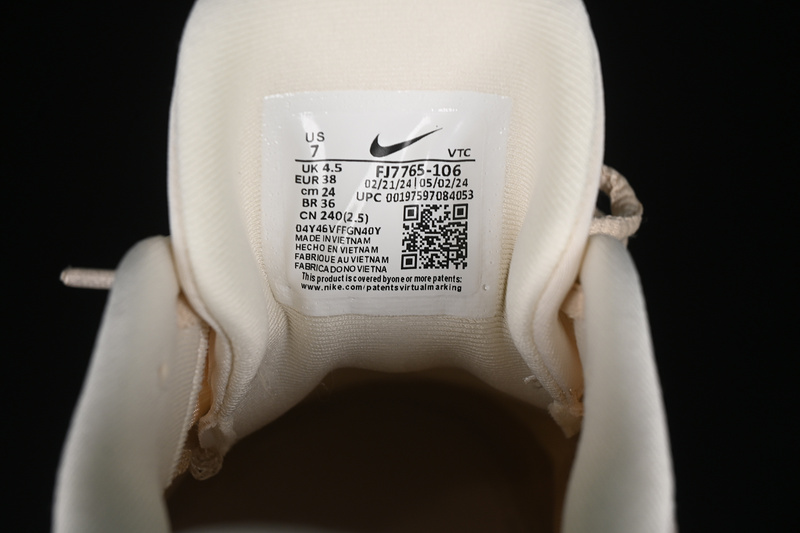 US
7
VTC
UK 4.5
EUR 38
cm 24
BR 36
CN 240(2.5)
FJ7765-106
02/21/24 05/02/24
UPC 00197597084053
04Y46VFFGN40Y
MADE IN VIETNAM
HECHO EN VIETNAM
FABRIQUE AU VIETNAM
FABRICADO NO VIETNA
This product is covered by one or more patents:
www.nike.com/patentsvirtualmarking